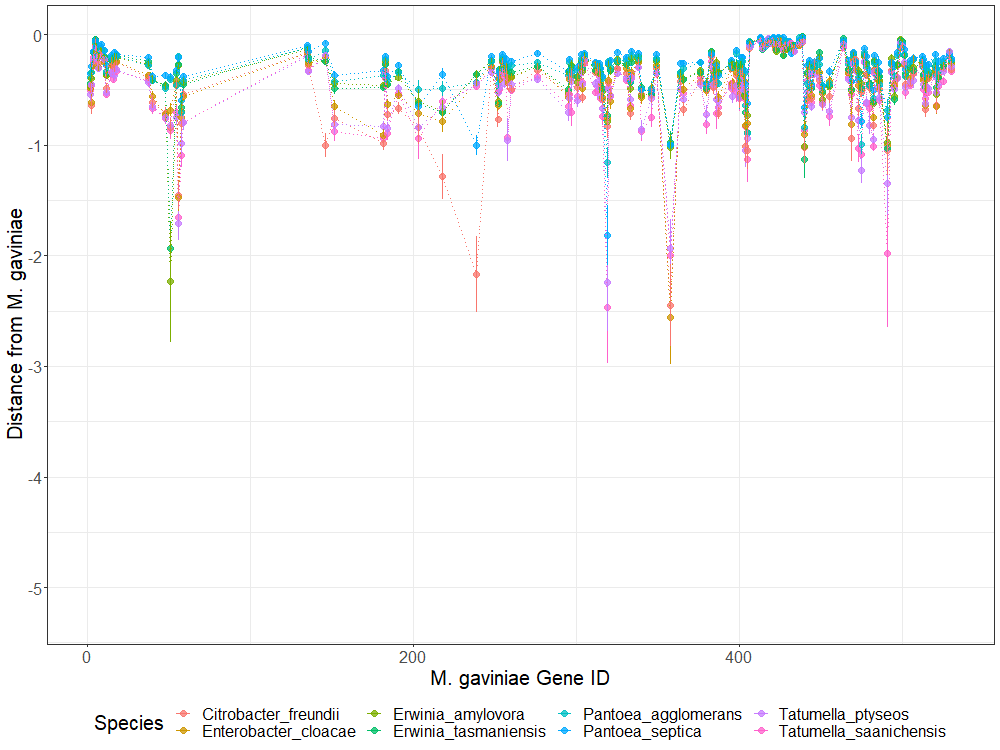 0
-1
-2
-3
-4
-5
Distance from M. gaviniae
0 200 400
M. gaviniae Gene ID
Species
Citrobacter_freundii Erwinia_amylovora Pantoea_agglomerans Tatumella_ptyseos
Enterobacter_cloacae Erwinia_tasmaniensis Pantoea_septica Tatumella_saanichensis